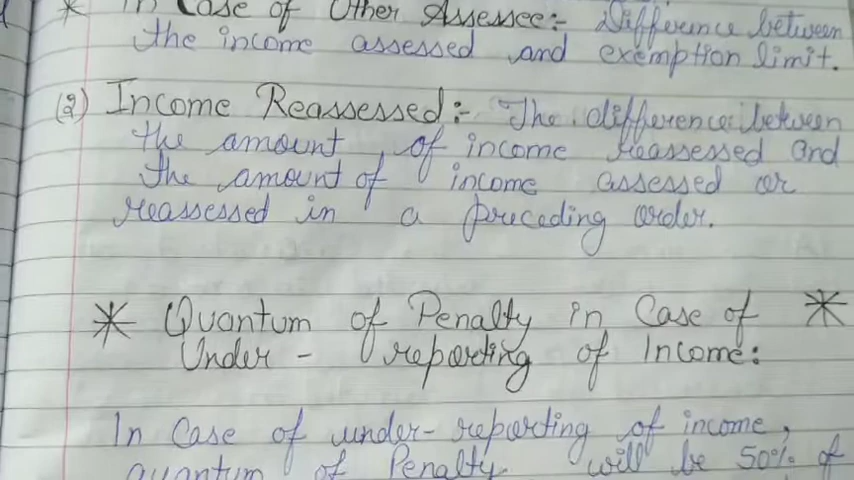 * In Case of Other Assessee:- Difference between
the income assessed and exemption limit.
(2) Income Reassessed:- The difference between
the amount of income reassessed and
the amount of income assessed or
reassessed in a preceding order.
* Quantum of Penalty in Case of *
Under - reporting of Income:
In Case of under-reporting of income,
quantum of Penalty will be 50% of